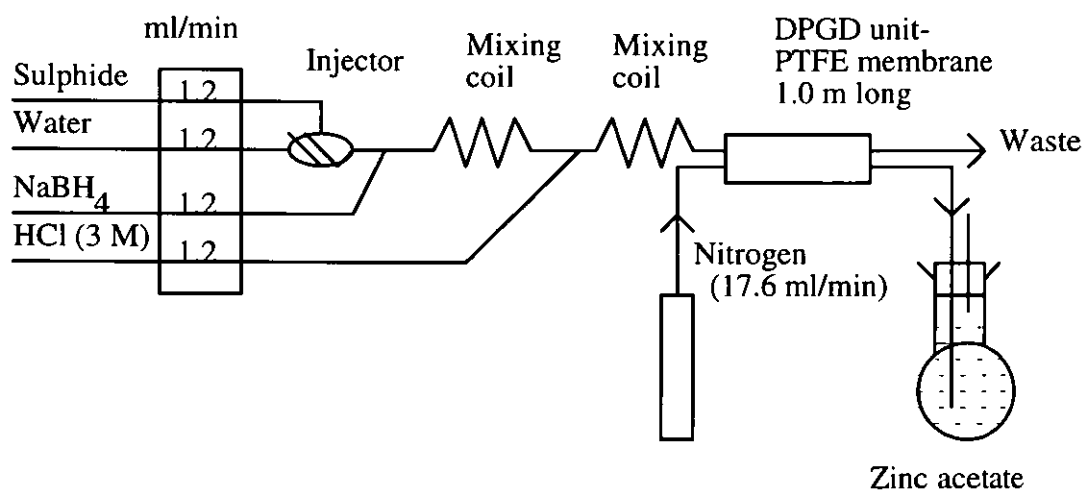 ml/min
Injector
Mixing
coil
Mixing
coil
DPGD unit-
PTFE membrane
1.0 m long
Sulphide
1.2
Water
1.2
NaBH4
1.2
HCl (3 M)
1.2
Waste
Nitrogen
(17.6 ml/min)
Zinc acetate